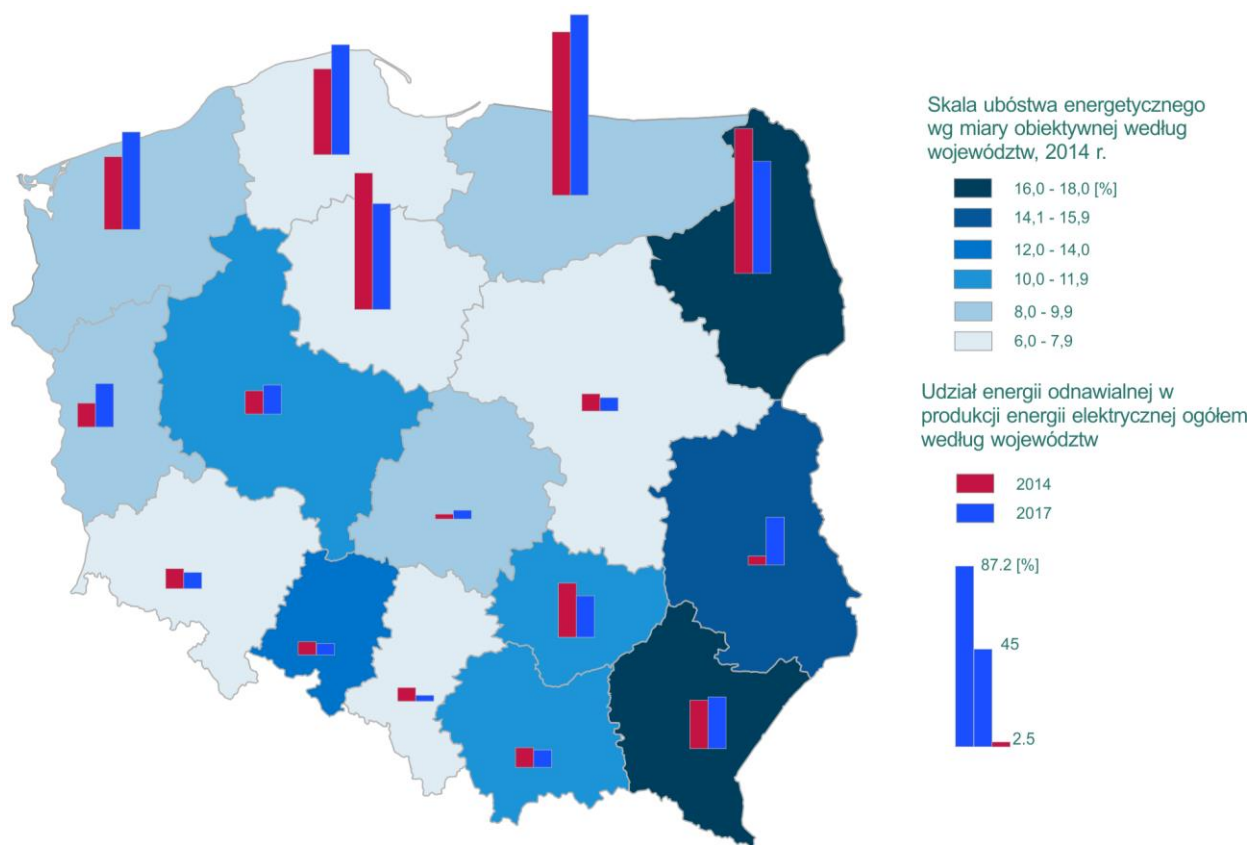 Skala ubóstwa energetycznego
wg miary obiektywnej według
województw, 2014 r.
16,0 - 18,0 [%]
14,1 - 15,9
12,0 - 14,0
10,0 - 11,9
8,0 - 9,9
6,0 - 7,9
Udział energii odnawialnej w
produkcji energii elektrycznej ogółem
według województw
2014
2017
87.2 [%]
45
2.5